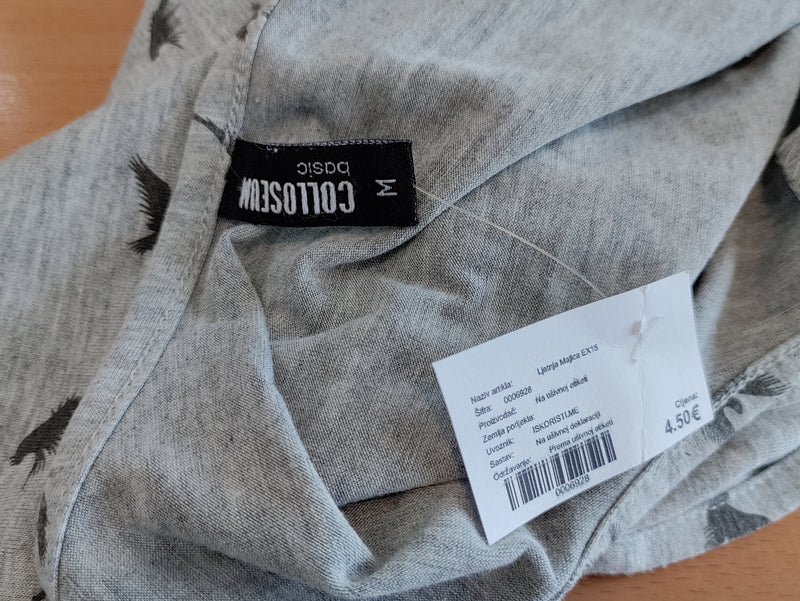 COLLOSEUM
basic
M
Naziv artikla: Ljetnja Majica EX15
Šifra: 0006928
Proizvođač: Na ušivnoj etiketi
Zemlja porijekla:
Uvoznik: ISKORISTI.ME
Sastav: Na ušivnoj deklaraciji
Održavanje: Prema ušivnoj etiketi
Cijena:
4.50€
0006928